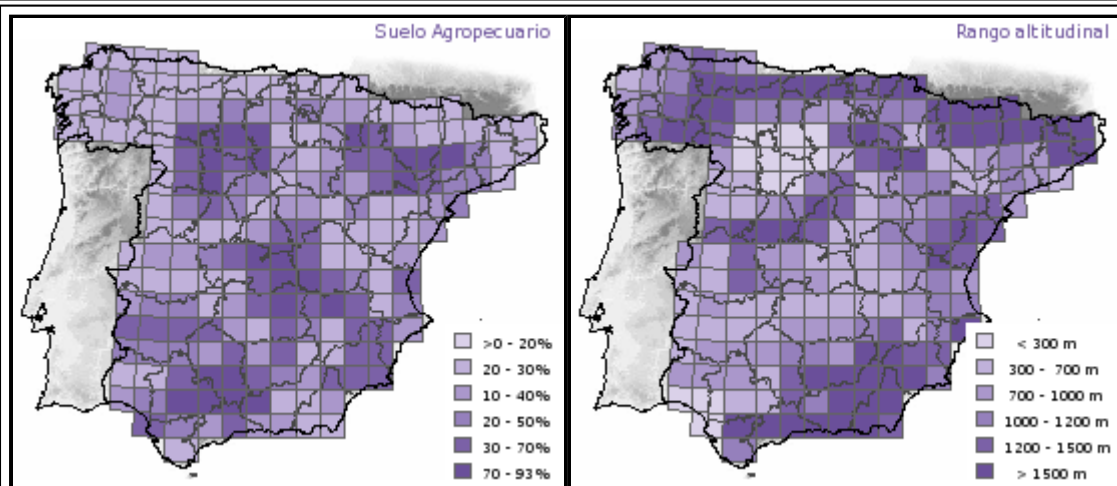 Suelo Agropecuario
>0 - 20%
20 - 30%
10 - 40%
20 - 50%
30 - 70%
70 - 93%
Rango altitudinal
< 300 m
300 - 700 m
700 - 1000 m
1000 - 1200 m
1200 - 1500 m
> 1500 m